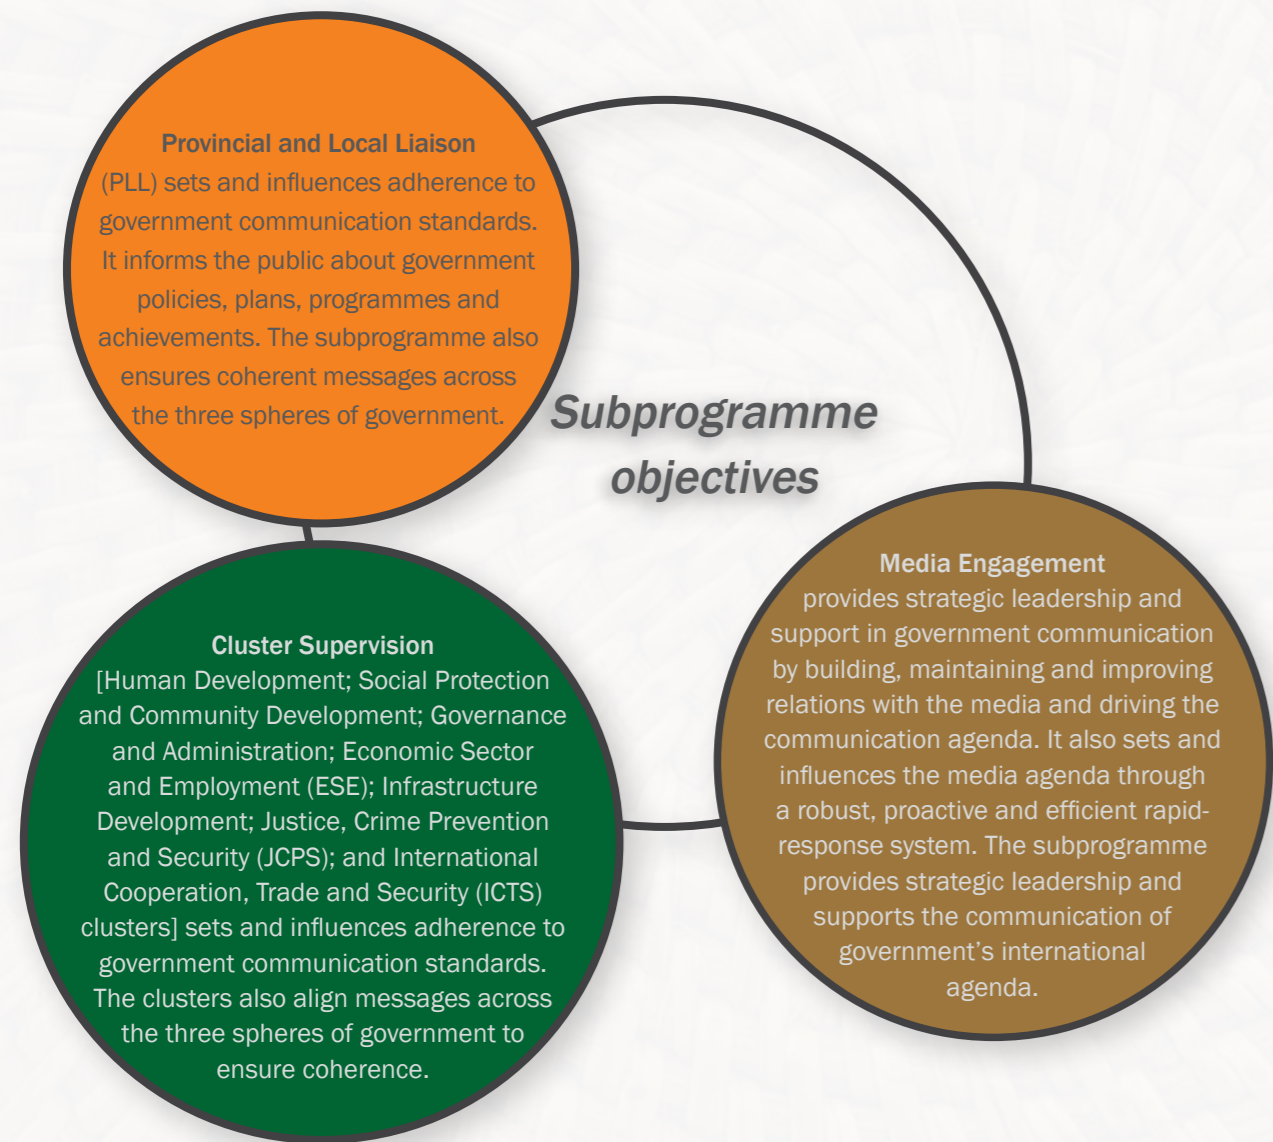 Provincial and Local Liaison
(PLL) sets and influences adherence to
government communication standards.
It informs the public about government
policies, plans, programmes and
achievements. The subprogramme also
ensures coherent messages across
the three spheres of government.
Subprogramme
objectives
Media Engagement
provides strategic leadership and
support in government communication
by building, maintaining and improving
relations with the media and driving the
communication agenda. It also sets and
influences the media agenda through
a robust, proactive and efficient rapid-
response system. The subprogramme
provides strategic leadership and
supports the communication of
government’s international
agenda.
Cluster Supervision
[Human Development; Social Protection
and Community Development; Governance
and Administration; Economic Sector
and Employment (ESE); Infrastructure
Development; Justice, Crime Prevention
and Security (JCPS); and International
Cooperation, Trade and Security (ICTS)
clusters] sets and influences adherence to
government communication standards.
The clusters also align messages across
the three spheres of government to
ensure coherence.